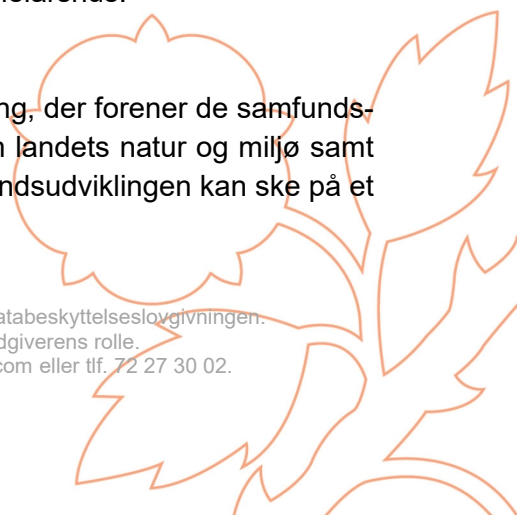 ng, der forener de samfunds-
landets natur og miljø samt
ndsudviklingen kan ske på et
atabeskyttelseslovgivningen.
dgiverens rolle.
com eller tlf. 72 27 30 02.